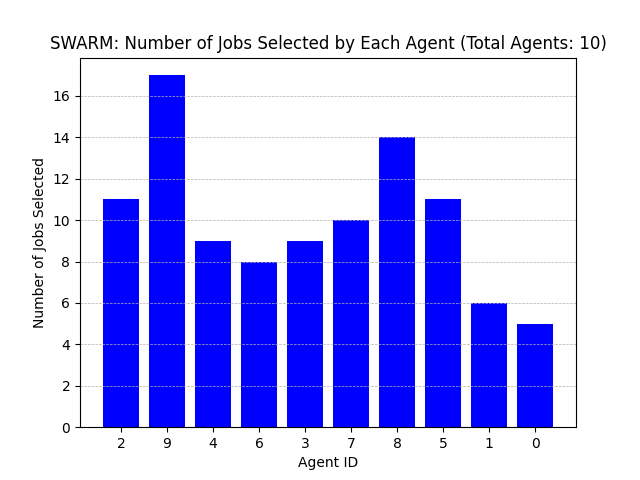 SWARM: Number of Jobs Selected by Each Agent (Total Agents: 10)
Number of Jobs Selected
16
14
12
10
8
6
4
2
0
2 9 4 6 3 7 8 5 1 0
Agent ID